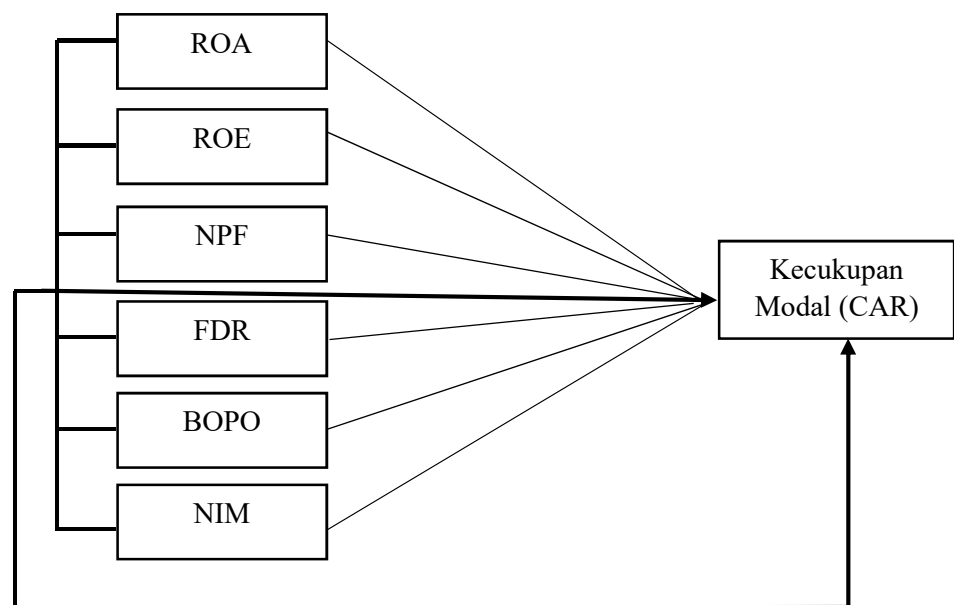 ROA
ROE
NPF
FDR
BOPO
NIM
Kecukupan
Modal (CAR)